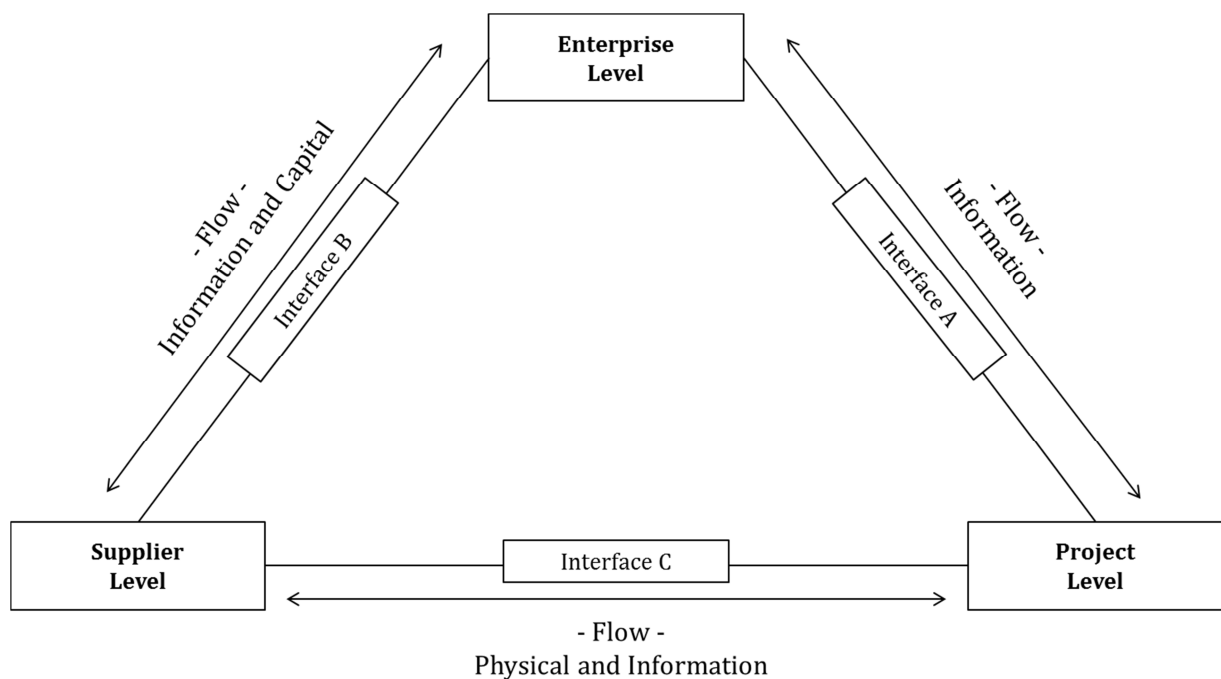 Enterprise
Level
- Flow -
Information and Capital
Interface B
- Flow -
Information
Interface A
Supplier
Level
Interface C
Project
Level
- Flow -
Physical and Information